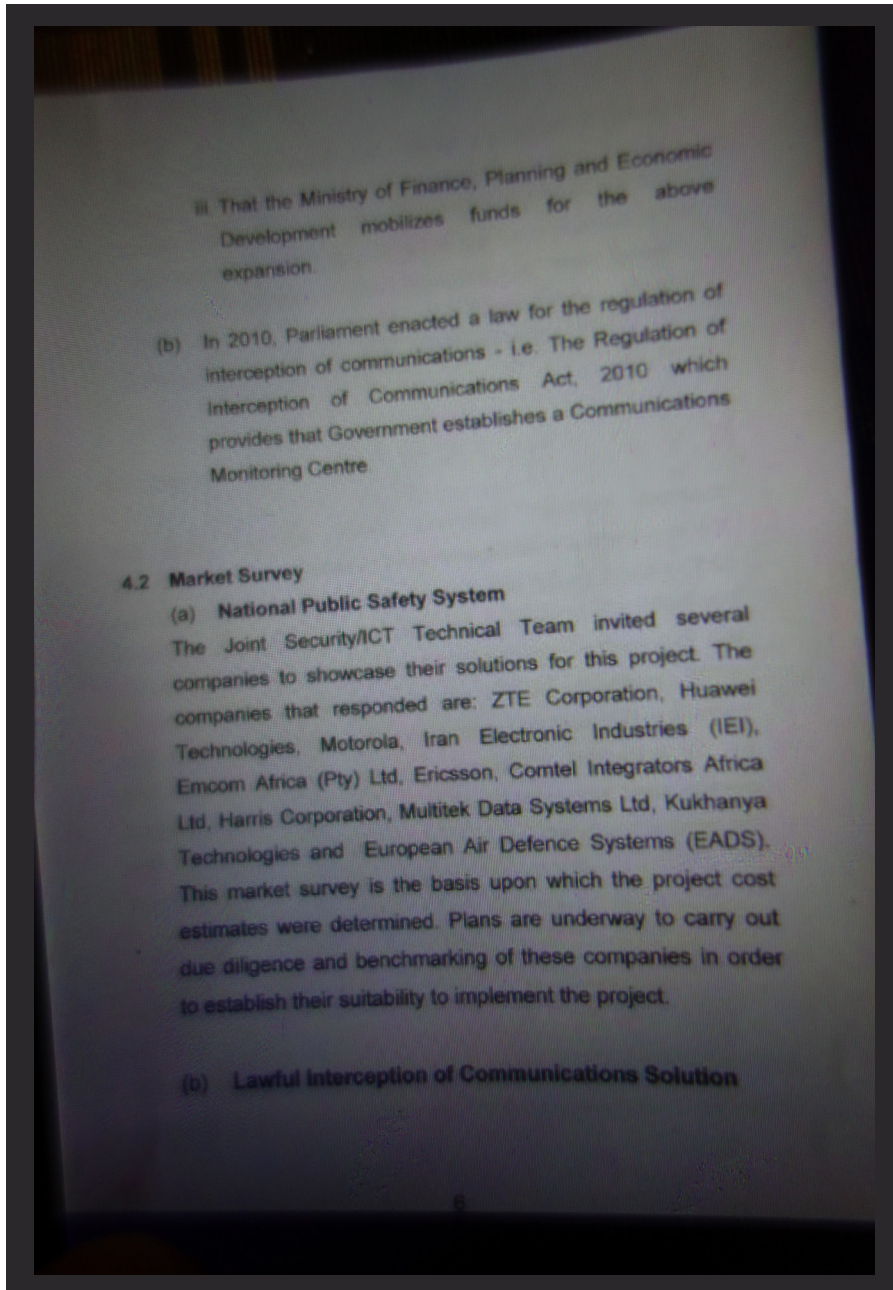 iii. That the Ministry of Finance, Planning and Economic
Development mobilizes funds for the above
expansion.
(b) In 2010, Parliament enacted a law for the regulation of
interception of communications - i.e. The Regulation of
Interception of Communications Act, 2010 which
provides that Government establishes a Communications
Monitoring Centre.
4.2 Market Survey
(a) National Public Safety System
The Joint Security/ICT Technical Team invited several
companies to showcase their solutions for this project. The
companies that responded are: ZTE Corporation, Huawei
Technologies, Motorola, Iran Electronic Industries (IEI),
Emcom Africa (Pty) Ltd, Ericsson, Comtel Integrators Africa
Ltd, Harris Corporation, Multitek Data Systems Ltd, Kukhanya
Technologies and European Air Defence Systems (EADS).
This market survey is the basis upon which the project cost
estimates were determined. Plans are underway to carry out
due diligence and benchmarking of these companies in order
to establish their suitability to implement the project.
(b) Lawful Interception of Communications Solution
6